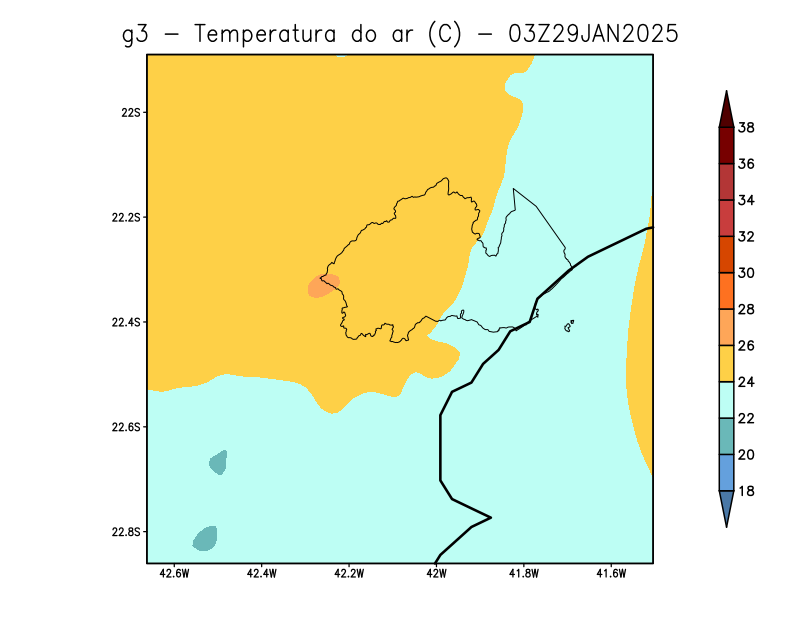 g3 − Temperatura do ar (C) − 03Z29JAN2025
22S
22.2S
22.4S
22.6S
22.8S
42.6W
42.4W
42.2W
42W
41.8W
41.6W
38
36
34
32
30
28
26
24
22
20
18